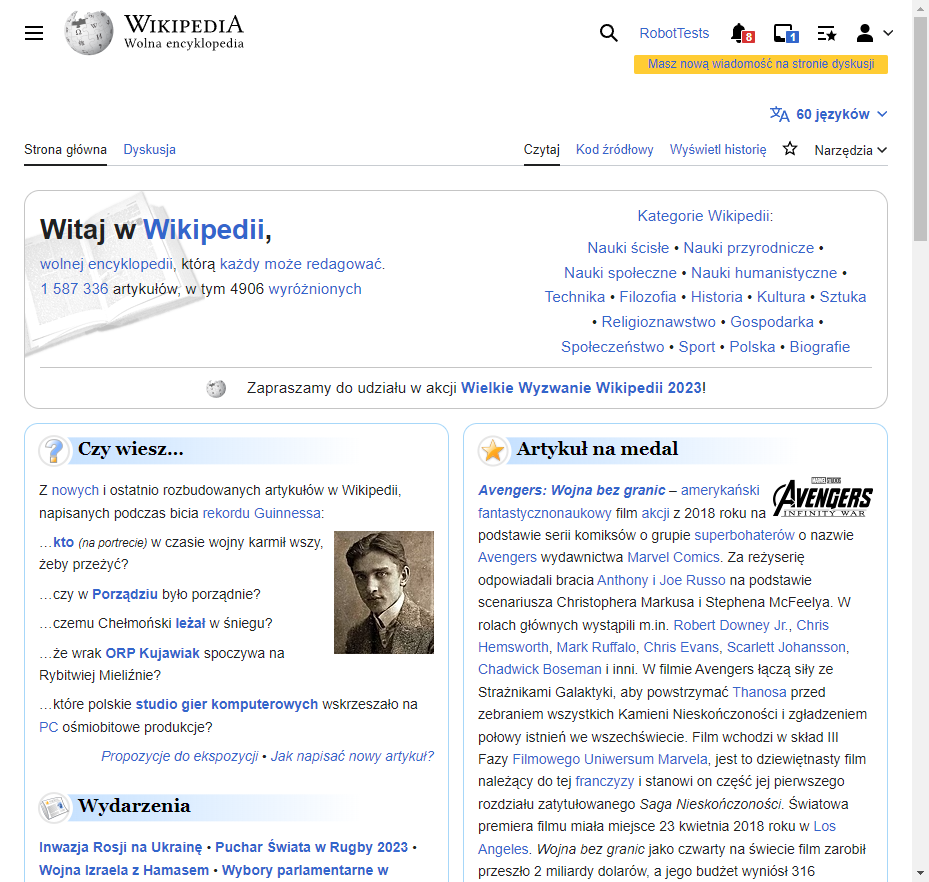 WIKIPEDIA
Wolna encyklopedia
RobotTests
8
1
Masz nową wiadomość na stronie dyskusji
60 języków
Strona główna
Dyskusja
Czytaj
Kod źródłowy
Wyświetl historię
Narzędzia
Witaj w Wikipedii,
wolnej encyklopedii, którą każdy może redagować.
1 587 336 artykułów, w tym 4906 wyróżnionych
Kategorie Wikipedii:
Nauki ścisłe • Nauki przyrodnicze •
Nauki społeczne • Nauki humanistyczne •
Technika • Filozofia • Historia • Kultura • Sztuka
• Religioznawstwo • Gospodarka •
Społeczeństwo • Sport • Polska • Biografie
Zapraszamy do udziału w akcji Wielkie Wyzwanie Wikipedii 2023!
Czy wiesz…
Z nowych i ostatnio rozbudowanych artykułów w Wikipedii,
napisanych podczas bicia rekordu Guinnessa:
…kto (na portrecie) w czasie wojny karmił wszy,
żeby przeżyć?
…czy w Porządziu było porządnie?
…czemu Chełmoński leżał w śniegu?
…że wrak ORP Kujawiak spoczywa na
Rybitwiej Mieliźnie?
…które polskie studio gier komputerowych wskrzeszało na
PC ośmiobitowe produkcje?
Propozycje do ekspozycji • Jak napisać nowy artykuł?
Wydarzenia
Inwazja Rosji na Ukrainę • Puchar Świata w Rugby 2023 •
Wojna Izraela z Hamasem • Wybory parlamentarne w
Artykuł na medal
MARVEL STUDIOS
AVENGERS
INFINITY WAR
Avengers: Wojna bez granic – amerykański
fantastycznonaukowy film akcji z 2018 roku na
podstawie serii komiksów o grupie superbohaterów o nazwie
Avengers wydawnictwa Marvel Comics. Za reżyserię
odpowiadali bracia Anthony i Joe Russo na podstawie
scenariusza Christophera Markusa i Stephena McFeelya. W
rolach głównych wystąpili m.in. Robert Downey Jr., Chris
Hemsworth, Mark Ruffalo, Chris Evans, Scarlett Johansson,
Chadwick Boseman i inni. W filmie Avengers łączą siły ze
Strażnikami Galaktyki, aby powstrzymać Thanosa przed
zebraniem wszystkich Kamieni Nieskończoności i zgładzeniem
połowy istnień we wszechświecie. Film wchodzi w skład III
Fazy Filmowego Uniwersum Marvela, jest to dziewiętnasty film
należący do tej franczyzy i stanowi on część jej pierwszego
rozdziału zatytułowanego Saga Nieskończoności. Światowa
premiera filmu miała miejsce 23 kwietnia 2018 roku w Los
Angeles. Wojna bez granic jako czwarty na świecie film zarobił
przeszło 2 miliardy dolarów, a jego budżet wyniósł 316